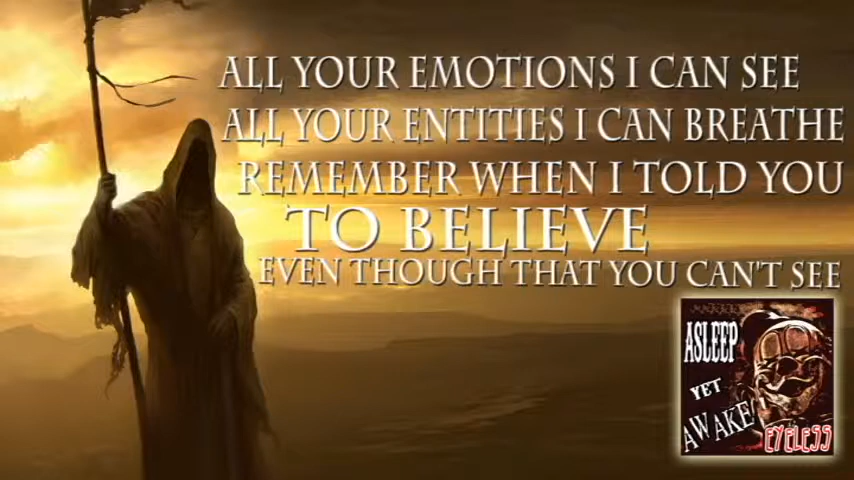 ALL YOUR EMOTIONS I CAN SEE
ALL YOUR ENTITIES I CAN BREATHE
REMEMBER WHEN I TOLD YOU
TO BELIEVE
EVEN THOUGH THAT YOU CAN'T SEE
ASLEEP
YET
AWAKE
EYELESS